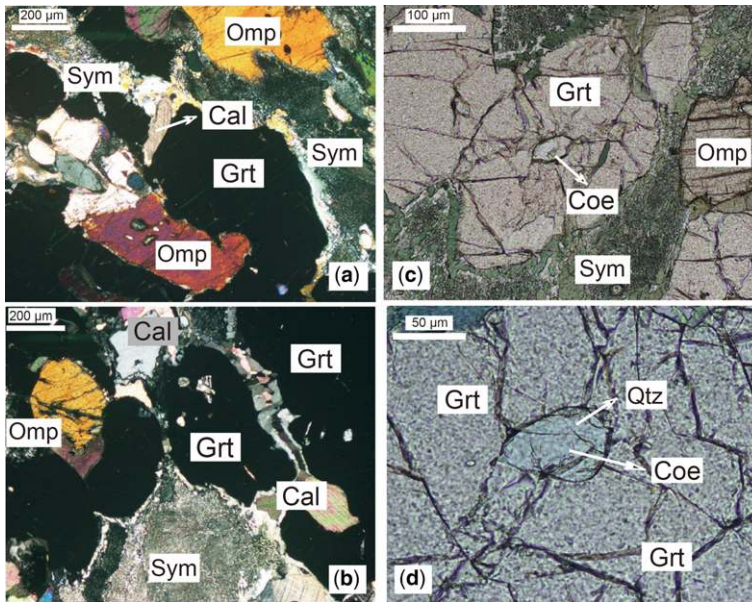 200 µm
Omp
Sym
Cal
Sym
Grt
Omp
(a)
200 µm
Cal
Grt
Omp
Grt
Cal
Sym
(b)
100 µm
Grt
Omp
Coe
Sym
(c)
50 µm
Qtz
Grt
Coe
Grt
(d)